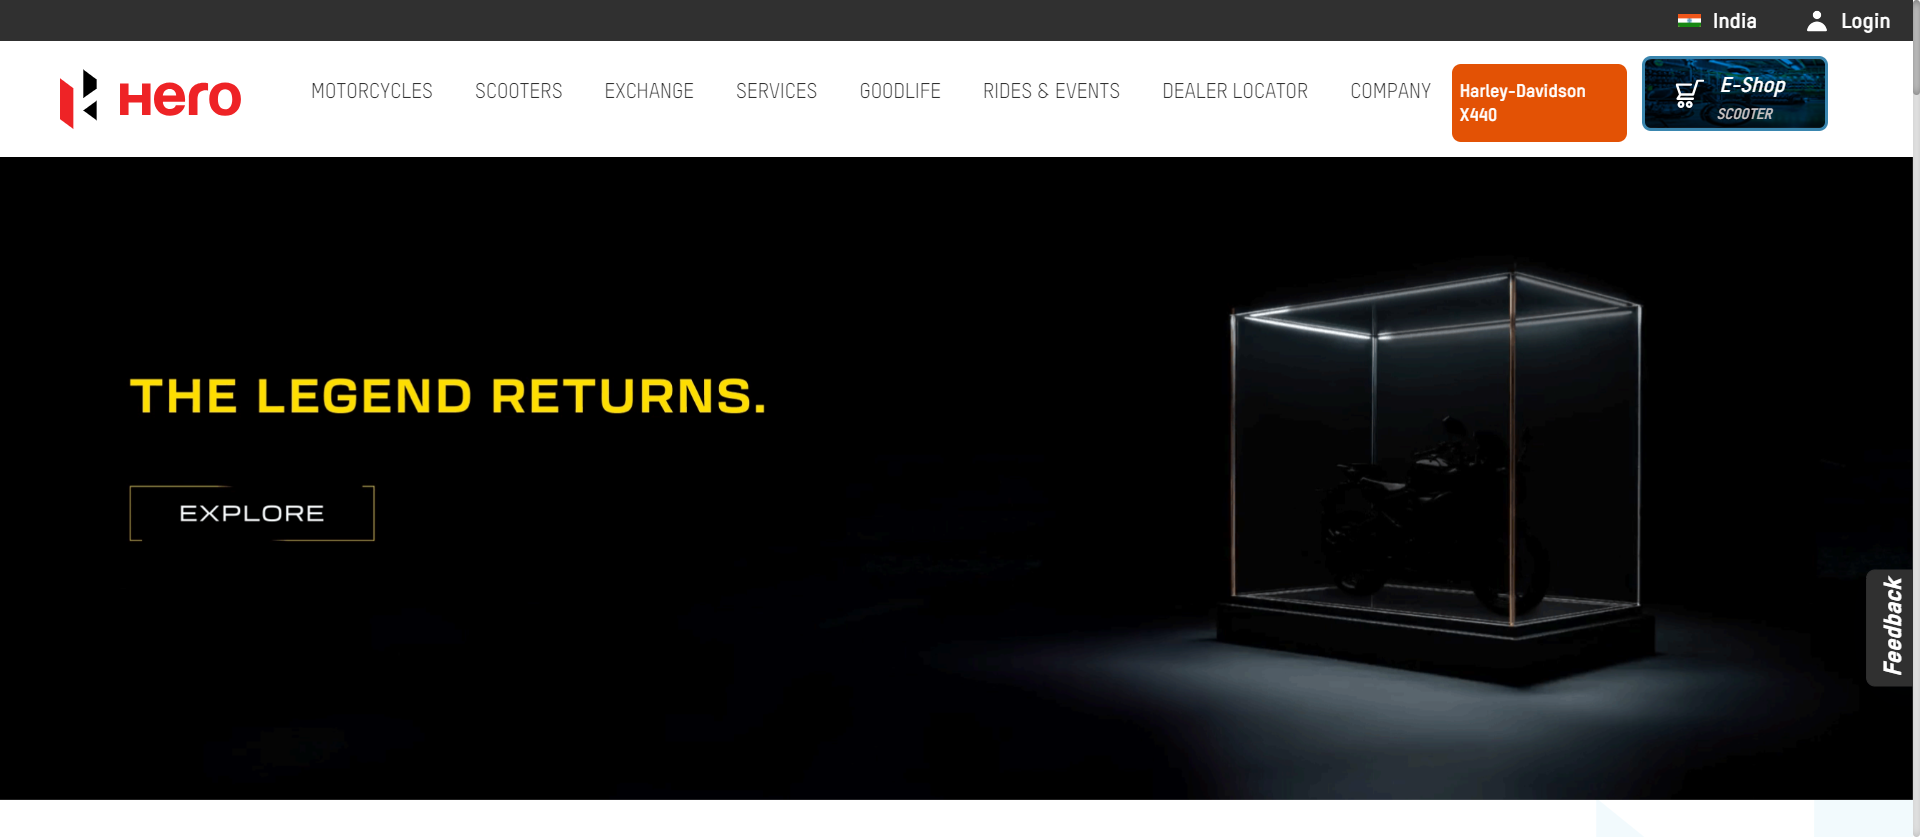 India
Login
Hero
MOTORCYCLES
SCOOTERS
EXCHANGE
SERVICES
GOODLIFE
RIDES & EVENTS
DEALER LOCATOR
COMPANY
Harley-Davidson
X440
E-Shop
SCOOTER
THE LEGEND RETURNS.
EXPLORE
Feedback